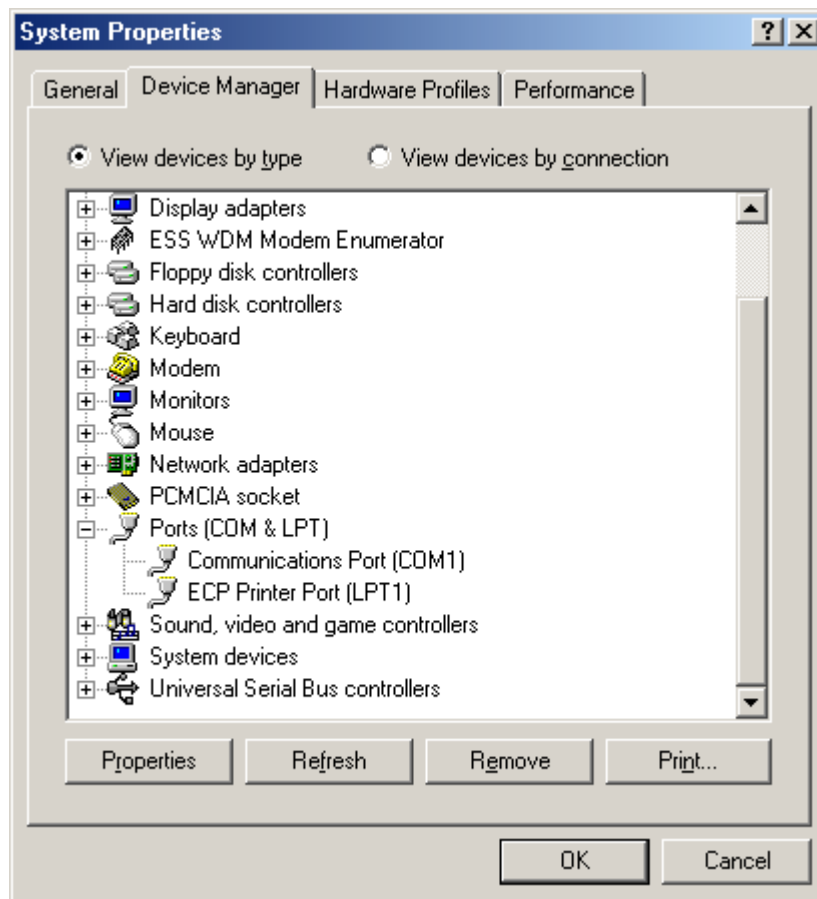 System Properties
General Device Manager Hardware Profiles Performance
View devices by type View devices by connection
Display adapters
ESS WDM Modem Enumerator
Floppy disk controllers
Hard disk controllers
Keyboard
Modem
Monitors
Mouse
Network adapters
PCMCIA socket
Ports (COM & LPT)
Communications Port (COM1)
ECP Printer Port (LPT1)
Sound, video and game controllers
System devices
Universal Serial Bus controllers
Properties Refresh Remove Print...
OK Cancel